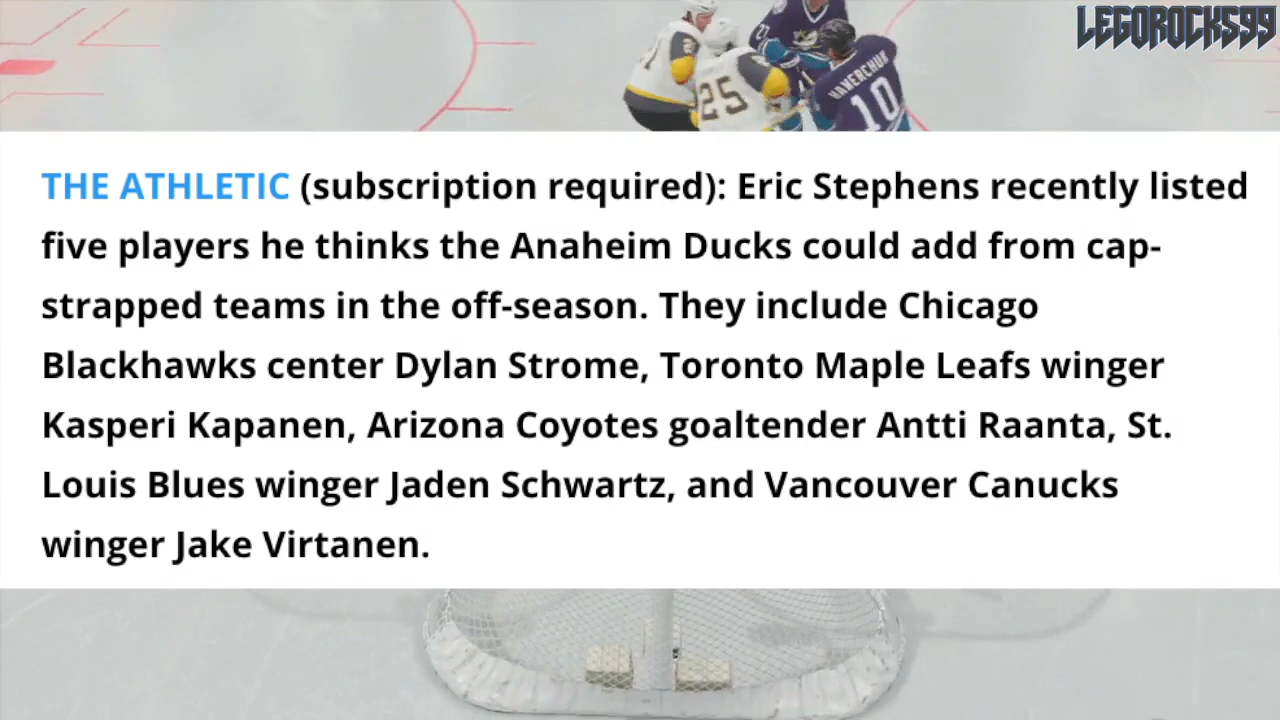 LEGOROCKS99
27
21
25
HAWERCHUK
10
THE ATHLETIC (subscription required): Eric Stephens recently listed
five players he thinks the Anaheim Ducks could add from cap-
strapped teams in the off-season. They include Chicago
Blackhawks center Dylan Strome, Toronto Maple Leafs winger
Kasperi Kapanen, Arizona Coyotes goaltender Antti Raanta, St.
Louis Blues winger Jaden Schwartz, and Vancouver Canucks
winger Jake Virtanen.